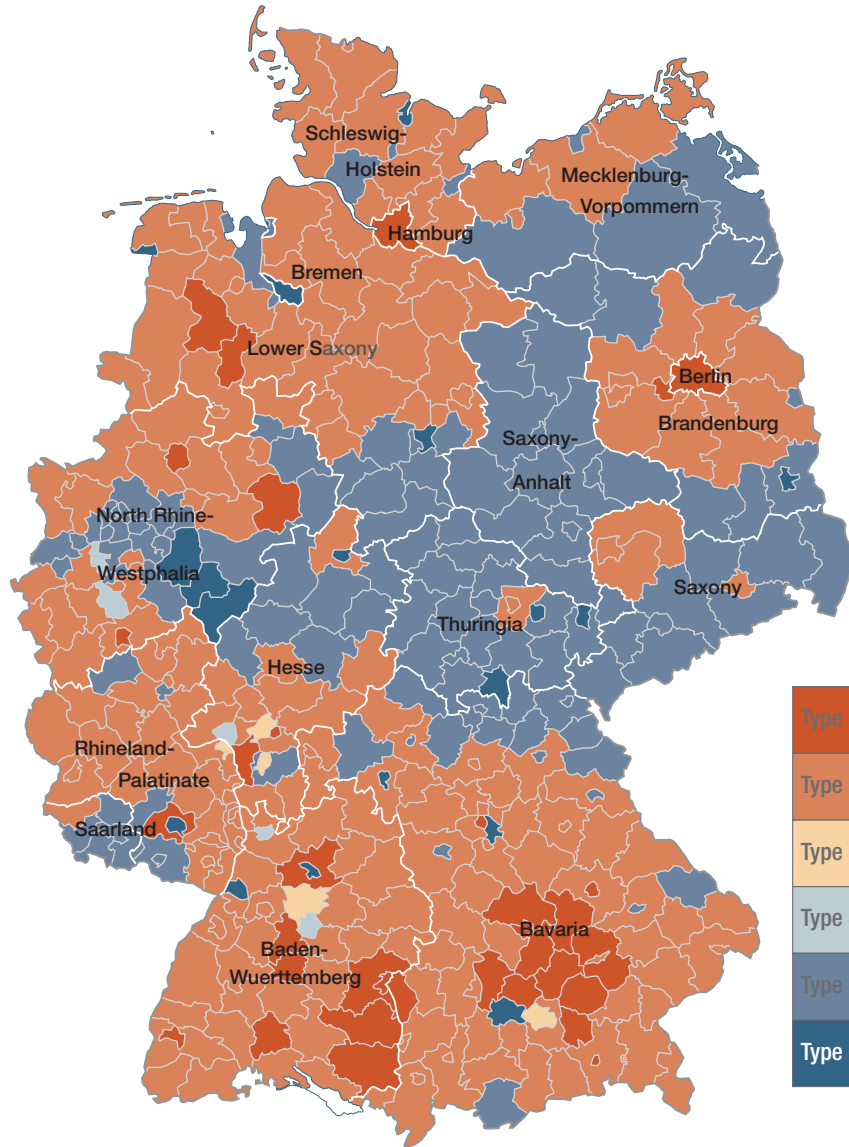 Schleswig-
Holstein
Mecklenburg-
Vorpommern
Hamburg
Bremen
Lower Saxony
Berlin
Brandenburg
Saxony-
Anhalt
North Rhine-
Westphalia
Saxony
Thuringia
Hesse
Rhineland-
Palatinate
Saarland
Bavaria
Baden-
Wuerttemberg
Type
Type
Type
Type
Type
Type